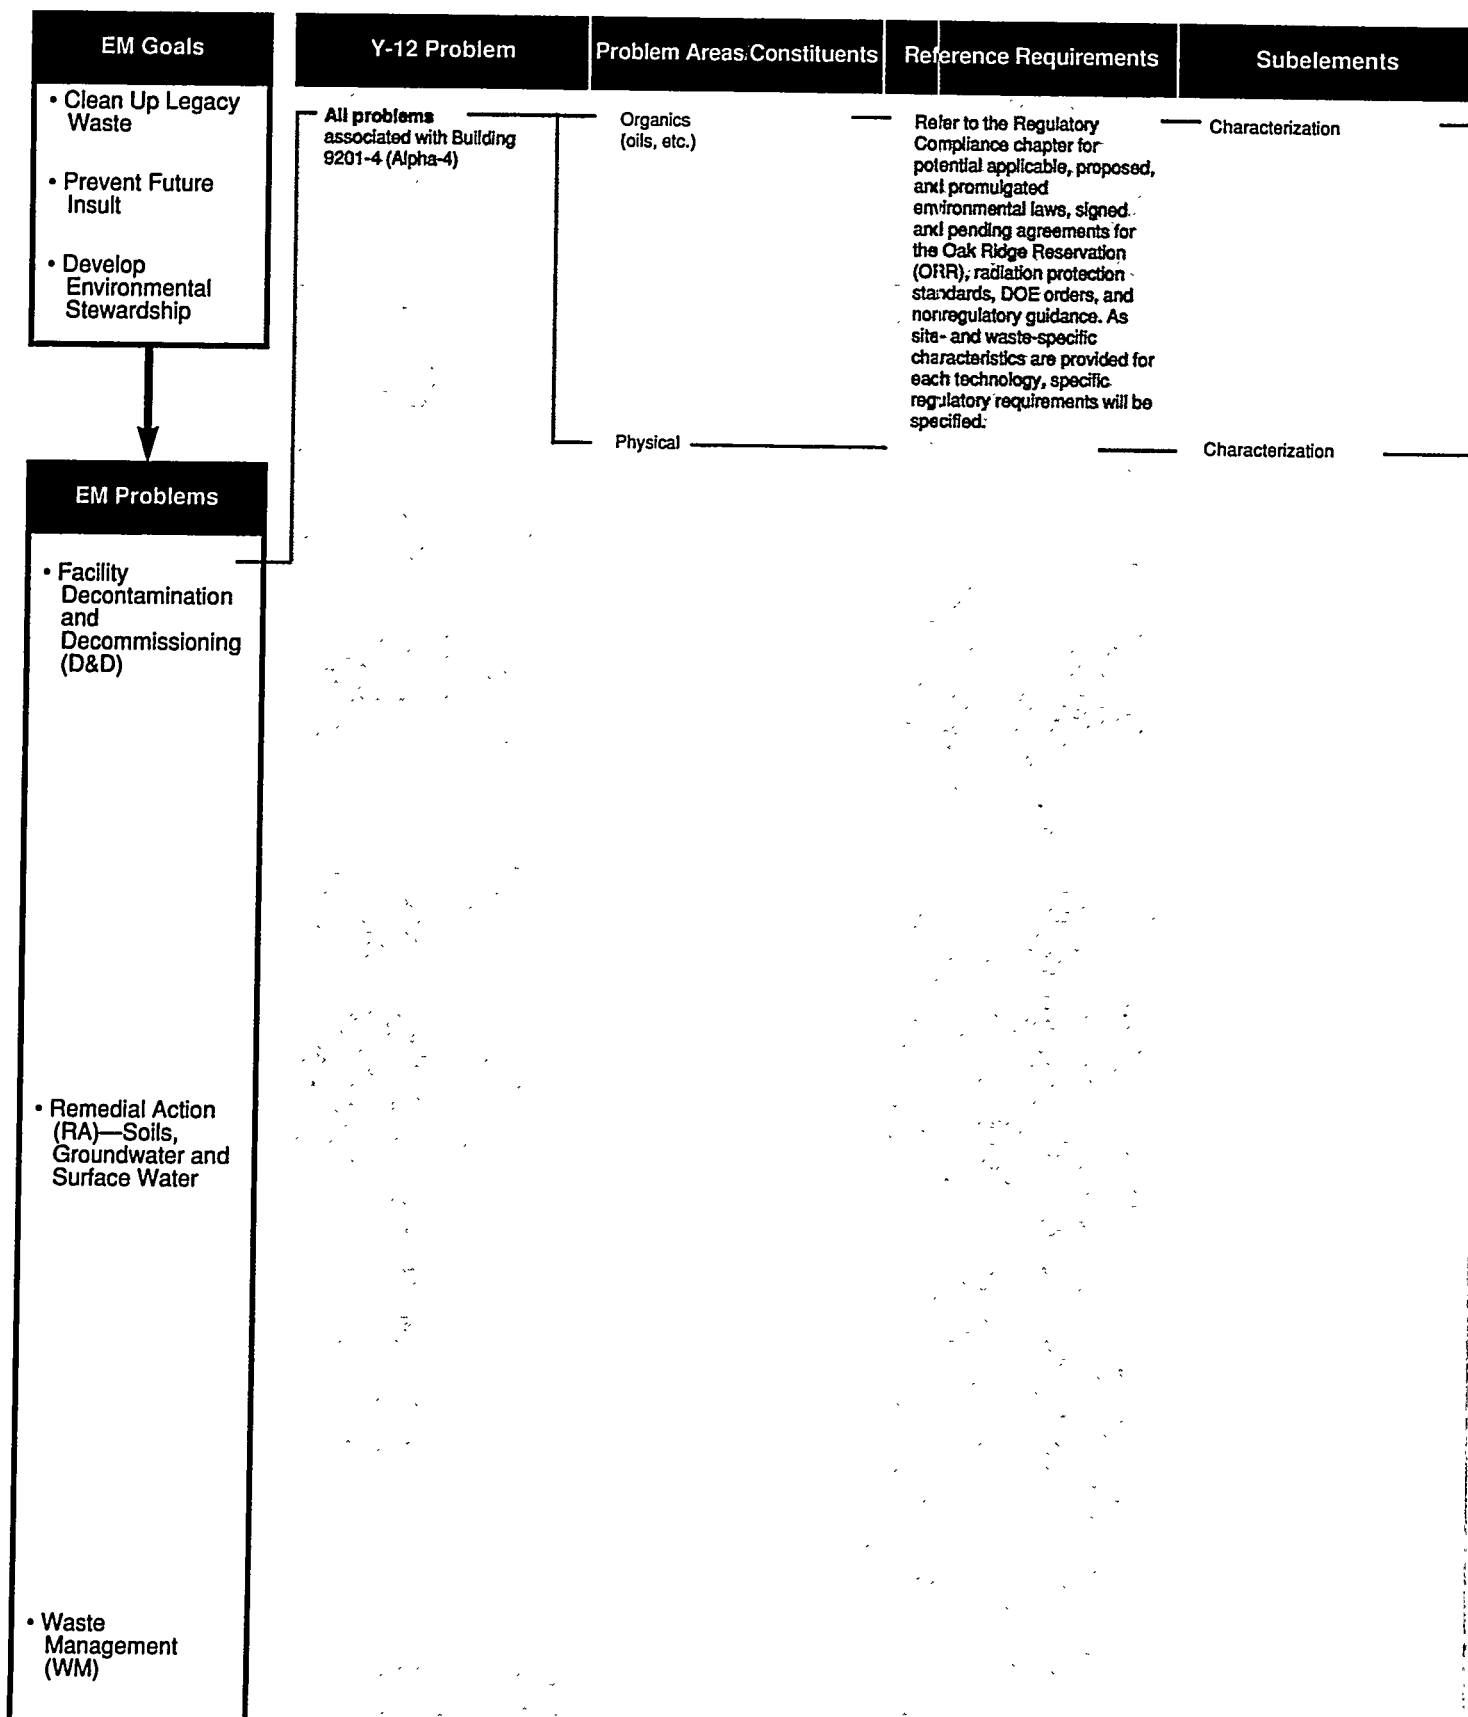 EM Goals
• Clean Up Legacy
Waste
• Prevent Future
Insult
• Develop
Environmental
Stewardship
EM Problems
• Facility
Decontamination
and
Decommissioning
(D&D)
• Remedial Action
(RA)—Soils,
Groundwater and
Surface Water
• Waste
Management
(WM)
Y-12 Problem
All problems
associated with Building
9201-4 (Alpha-4)
Problem Areas/Constituents
Organics
(oils, etc.)
Physical
Reference Requirements
Refer to the Regulatory
Compliance chapter for
potential applicable, proposed,
and promulgated
environmental laws, signed
and pending agreements for
the Oak Ridge Reservation
(ORR), radiation protection
standards, DOE orders, and
nonregulatory guidance. As
site- and waste-specific
characteristics are provided for
each technology, specific
regulatory requirements will be
specified.
Subelements
Characterization
Characterization